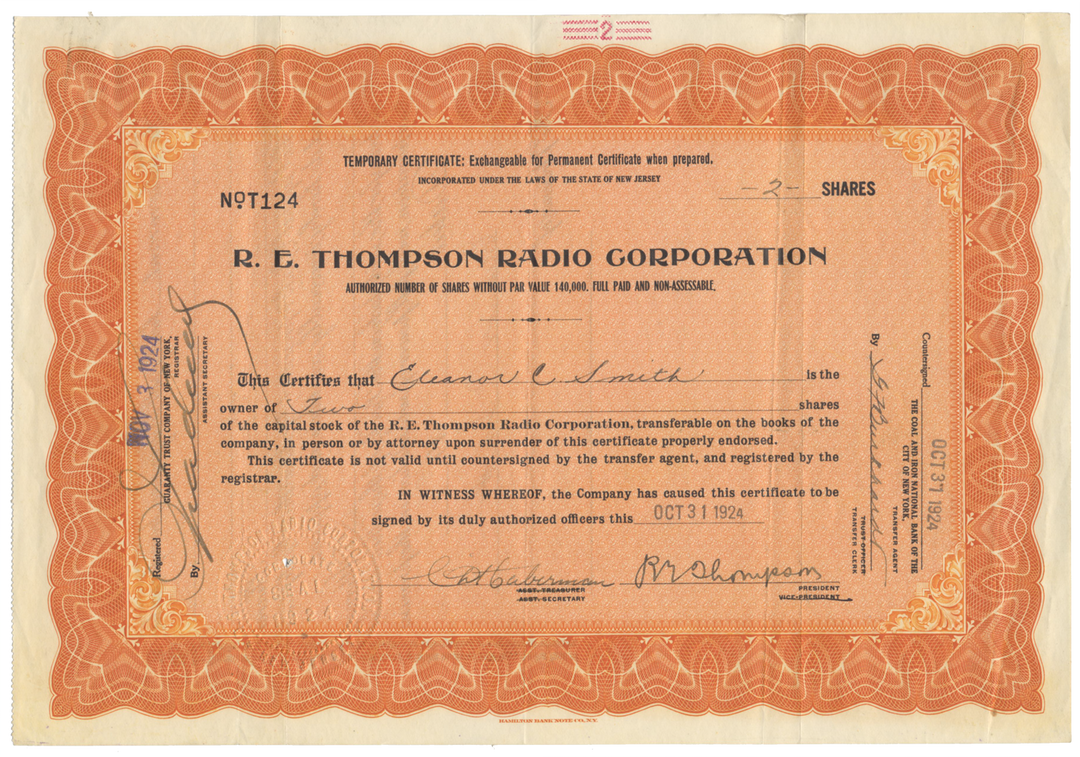 2
TEMPORARY CERTIFICATE; Exchangeable for Permanent Certificate when prepared.
INCORPORATED UNDER THE LAWS OF THE STATE OF NEW JERSEY
NOT124
-2- SHARES
R. E. THOMPSON RADIO CORPORATION
AUTHORIZED NUMBER OF SHARES WITHOUT PAR VALUE 140,000. FULL PAID AND NON-ASSESSABLE.
This Certifies that Eleanor C. Smith is the
owner of Two shares
of the capital stock of the R. E. Thompson Radio Corporation, transferable on the books of the
company, in person or by attorney upon surrender of this certificate properly endorsed.
This certificate is not valid until countersigned by the transfer agent, and registered by the
registrar.
IN WITNESS WHEREOF, the Company has caused this certificate to be
signed by its duly authorized officers this OCT 31 1924
R E Thompson
ASST. TREASURER
ASST. SECRETARY
PRESIDENT
VICE-PRESIDENT
NOV 3 1924
Registered
GUARANTY TRUST COMPANY OF NEW YORK,
REGISTRAR
By
ASSISTANT SECRETARY
Countersigned
THE COAL AND IRON NATIONAL BANK OF THE
CITY OF NEW YORK,
TRANSFER AGENT
By
TRUST OFFICER
TRANSFER CLERK
OCT 31 1924
HAMILTON BANK NOTE CO., N.Y.